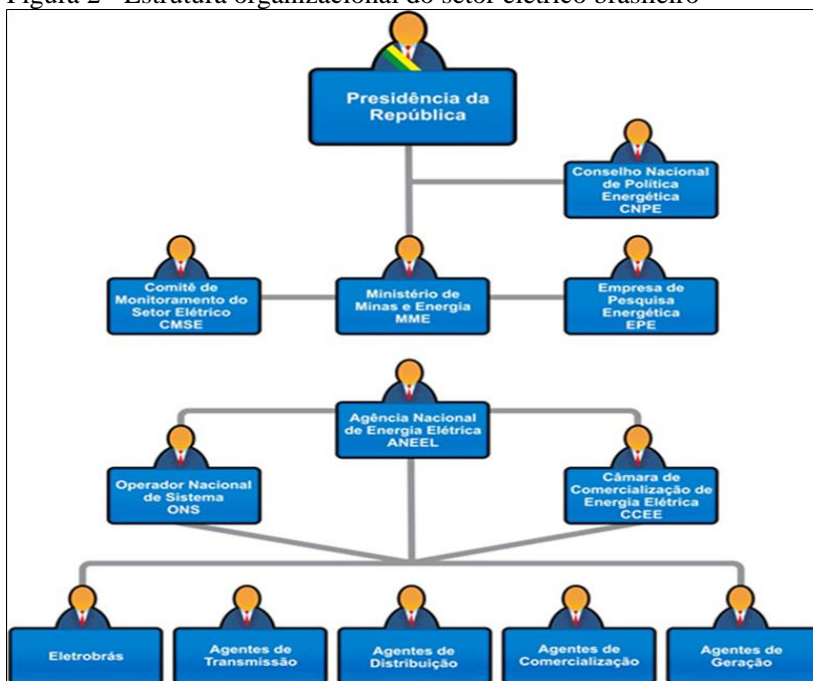 Figura 2 - Estrutura organizacional do setor elétrico brasileiro
Presidência da
República
Conselho Nacional
de Política
Energética
CNPE
Comitê de
Monitoramento do
Setor Elétrico
CMSE
Ministério de
Minas e Energia
MME
Empresa de
Pesquisa
Energética
EPE
Agência Nacional
de Energia Elétrica
ANEEL
Operador Nacional
de Sistema
ONS
Câmara de
Comercialização de
Energia Elétrica
CCEE
Eletrobrás
Agentes de
Transmissão
Agentes de
Distribuição
Agentes de
Comercialização
Agentes de
Geração